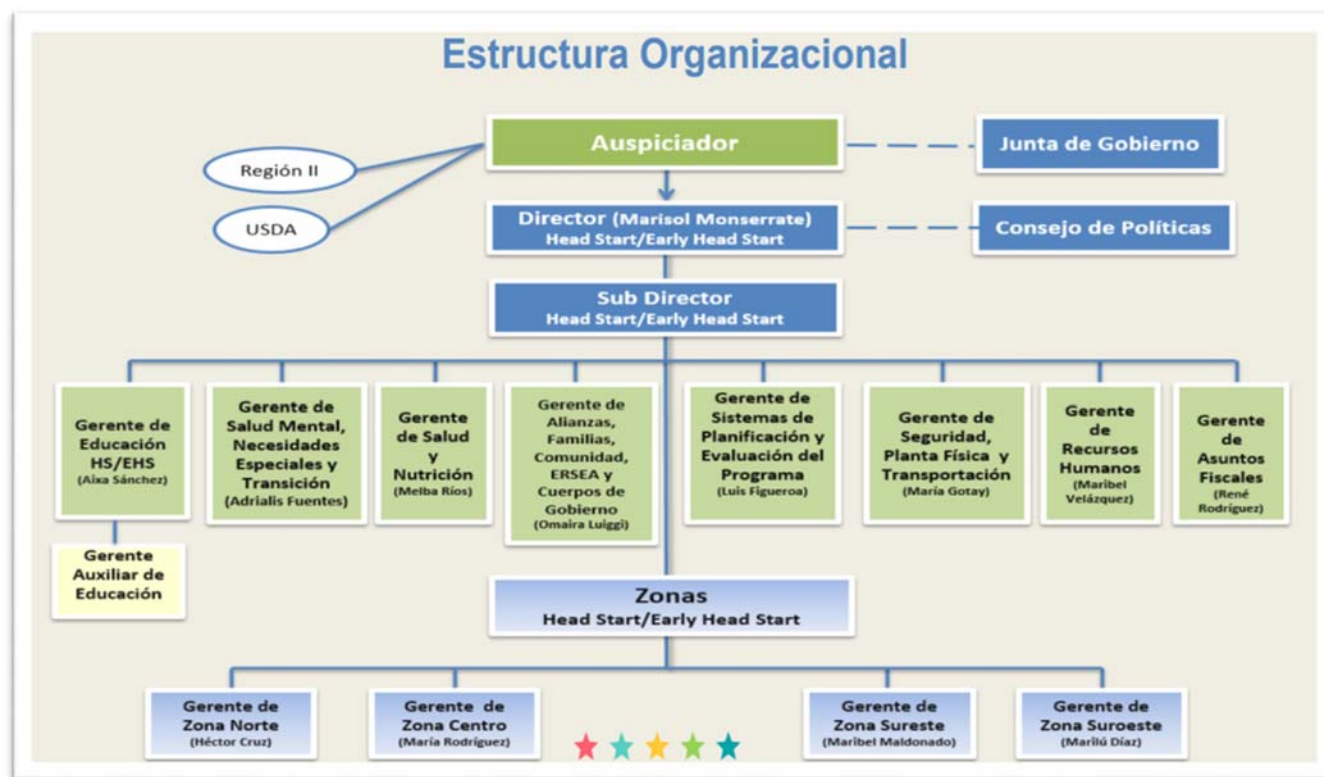 Estructura Organizacional
Auspiciador
Junta de Gobierno
Región II
USDA
Director (Marisol Monserrate)
Head Start/Early Head Start
Consejo de Políticas
Sub Director
Head Start/Early Head Start
Gerente de
Educación
HS/EHS
(Aixa Sánchez)
Gerente de
Salud Mental,
Necesidades
Especiales y
Transición
(Adrialis Fuentes)
Gerente
de Salud
y
Nutrición
(Melba Ríos)
Gerente de
Alianzas,
Familias,
Comunidad,
ERSEA y
Cuerpos de
Gobierno
(Omaira Luiggi)
Gerente de
Sistemas de
Planificación y
Evaluación del
Programa
(Luis Figueroa)
Gerente de
Seguridad,
Planta Física y
Transportación
(María Gotay)
Gerente
de
Recursos
Humanos
(Maribel
Velázquez)
Gerente
de
Asuntos
Fiscales
(René
Rodríguez)
Gerente
Auxiliar de
Educación
Zonas
Head Start/Early Head Start
Gerente de
Zona Norte
(Héctor Cruz)
Gerente de
Zona Centro
(María Rodríguez)
Gerente de
Zona Sureste
(Maribel Maldonado)
Gerente de
Zona Suroeste
(Marilú Díaz)